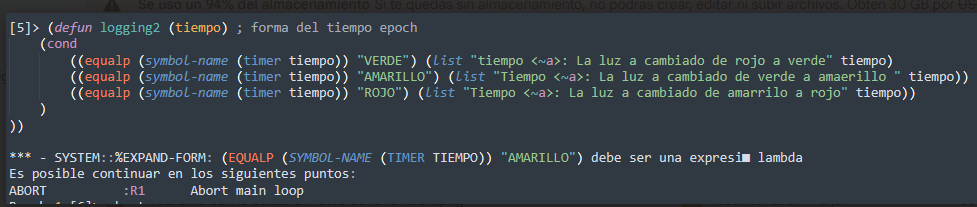 Se uso un 94% del almacenamiento Si te quedas sin almacenamiento, no podrás crear, editar ni subir archivos. Obtén 30 GB por
[5]> (defun logging2 (tiempo) ; forma del tiempo epoch
(cond
((equalp (symbol-name (timer tiempo)) "VERDE") (list "tiempo <~a>: La luz a cambiado de rojo a verde" tiempo)
((equalp (symbol-name (timer tiempo)) "AMARILLO") (list "Tiempo <~a>: La luz a cambiado de verde a amaerillo " tiempo))
((equalp (symbol-name (timer tiempo)) "ROJO") (list "Tiempo <~a>: La luz a cambiado de amarrilo a rojo" tiempo))
)
))
*** - SYSTEM::%EXPAND-FORM: (EQUALP (SYMBOL-NAME (TIMER TIEMPO)) "AMARILLO") debe ser una expresi■ lambda
Es posible continuar en los siguientes puntos:
ABORT :R1 Abort main loop